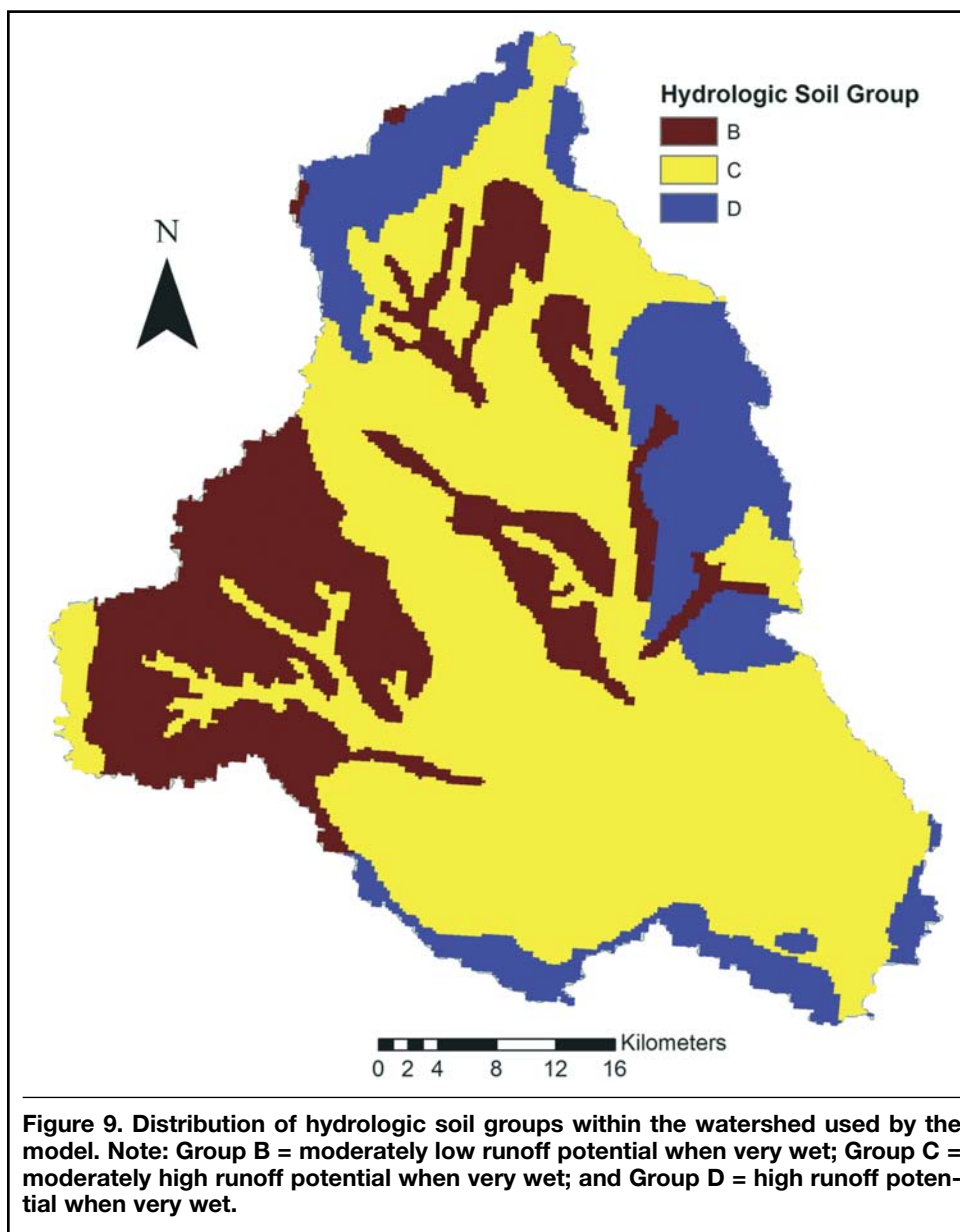 Hydrologic Soil Group
B
C
D
N
Kilometers
0 2 4 8 12 16
Figure 9. Distribution of hydrologic soil groups within the watershed used by the
model. Note: Group B = moderately low runoff potential when very wet; Group C =
moderately high runoff potential when very wet; and Group D = high runoff poten-
tial when very wet.